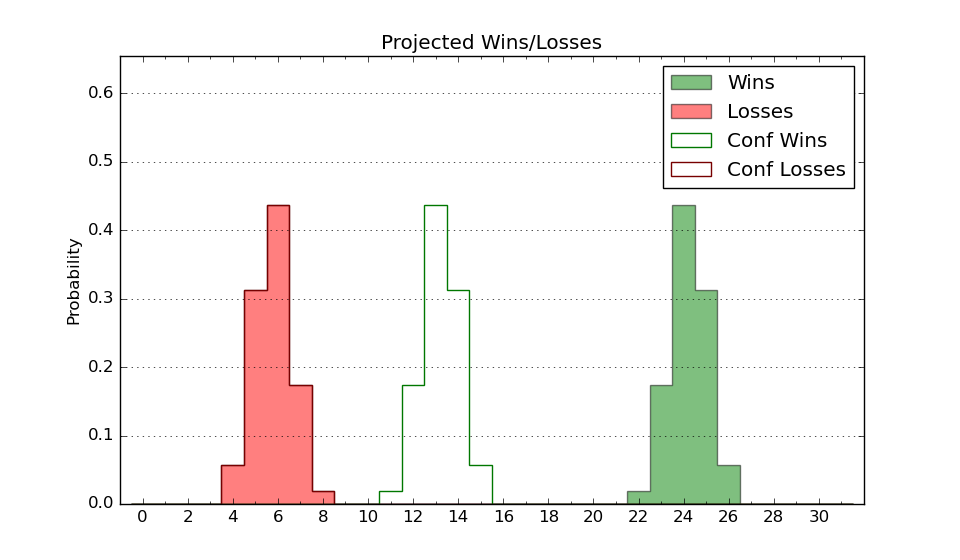 Projected Wins/Losses
Wins
Losses
Conf Wins
Conf Losses
Probability
0.6
0.5
0.4
0.3
0.2
0.1
0.0
0 2 4 6 8 10 12 14 16 18 20 22 24 26 28 30